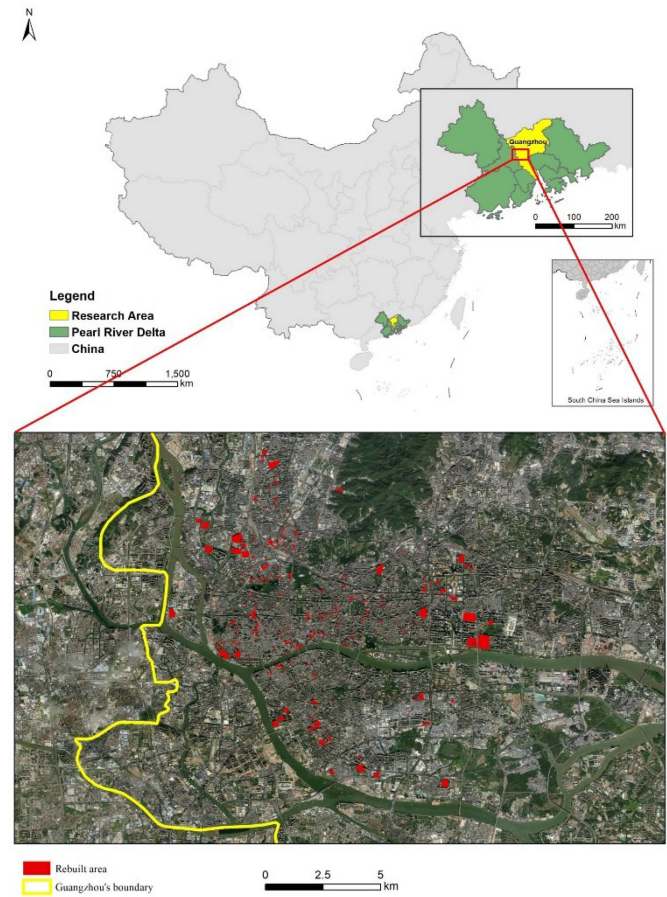 N
Guangzhou
0 100 200
km
Legend
Research Area
Pearl River Delta
China
0 750 1,500
km
South China Sea Islands
Rebuilt area
Guangzhou's boundary
0 2.5 5
km